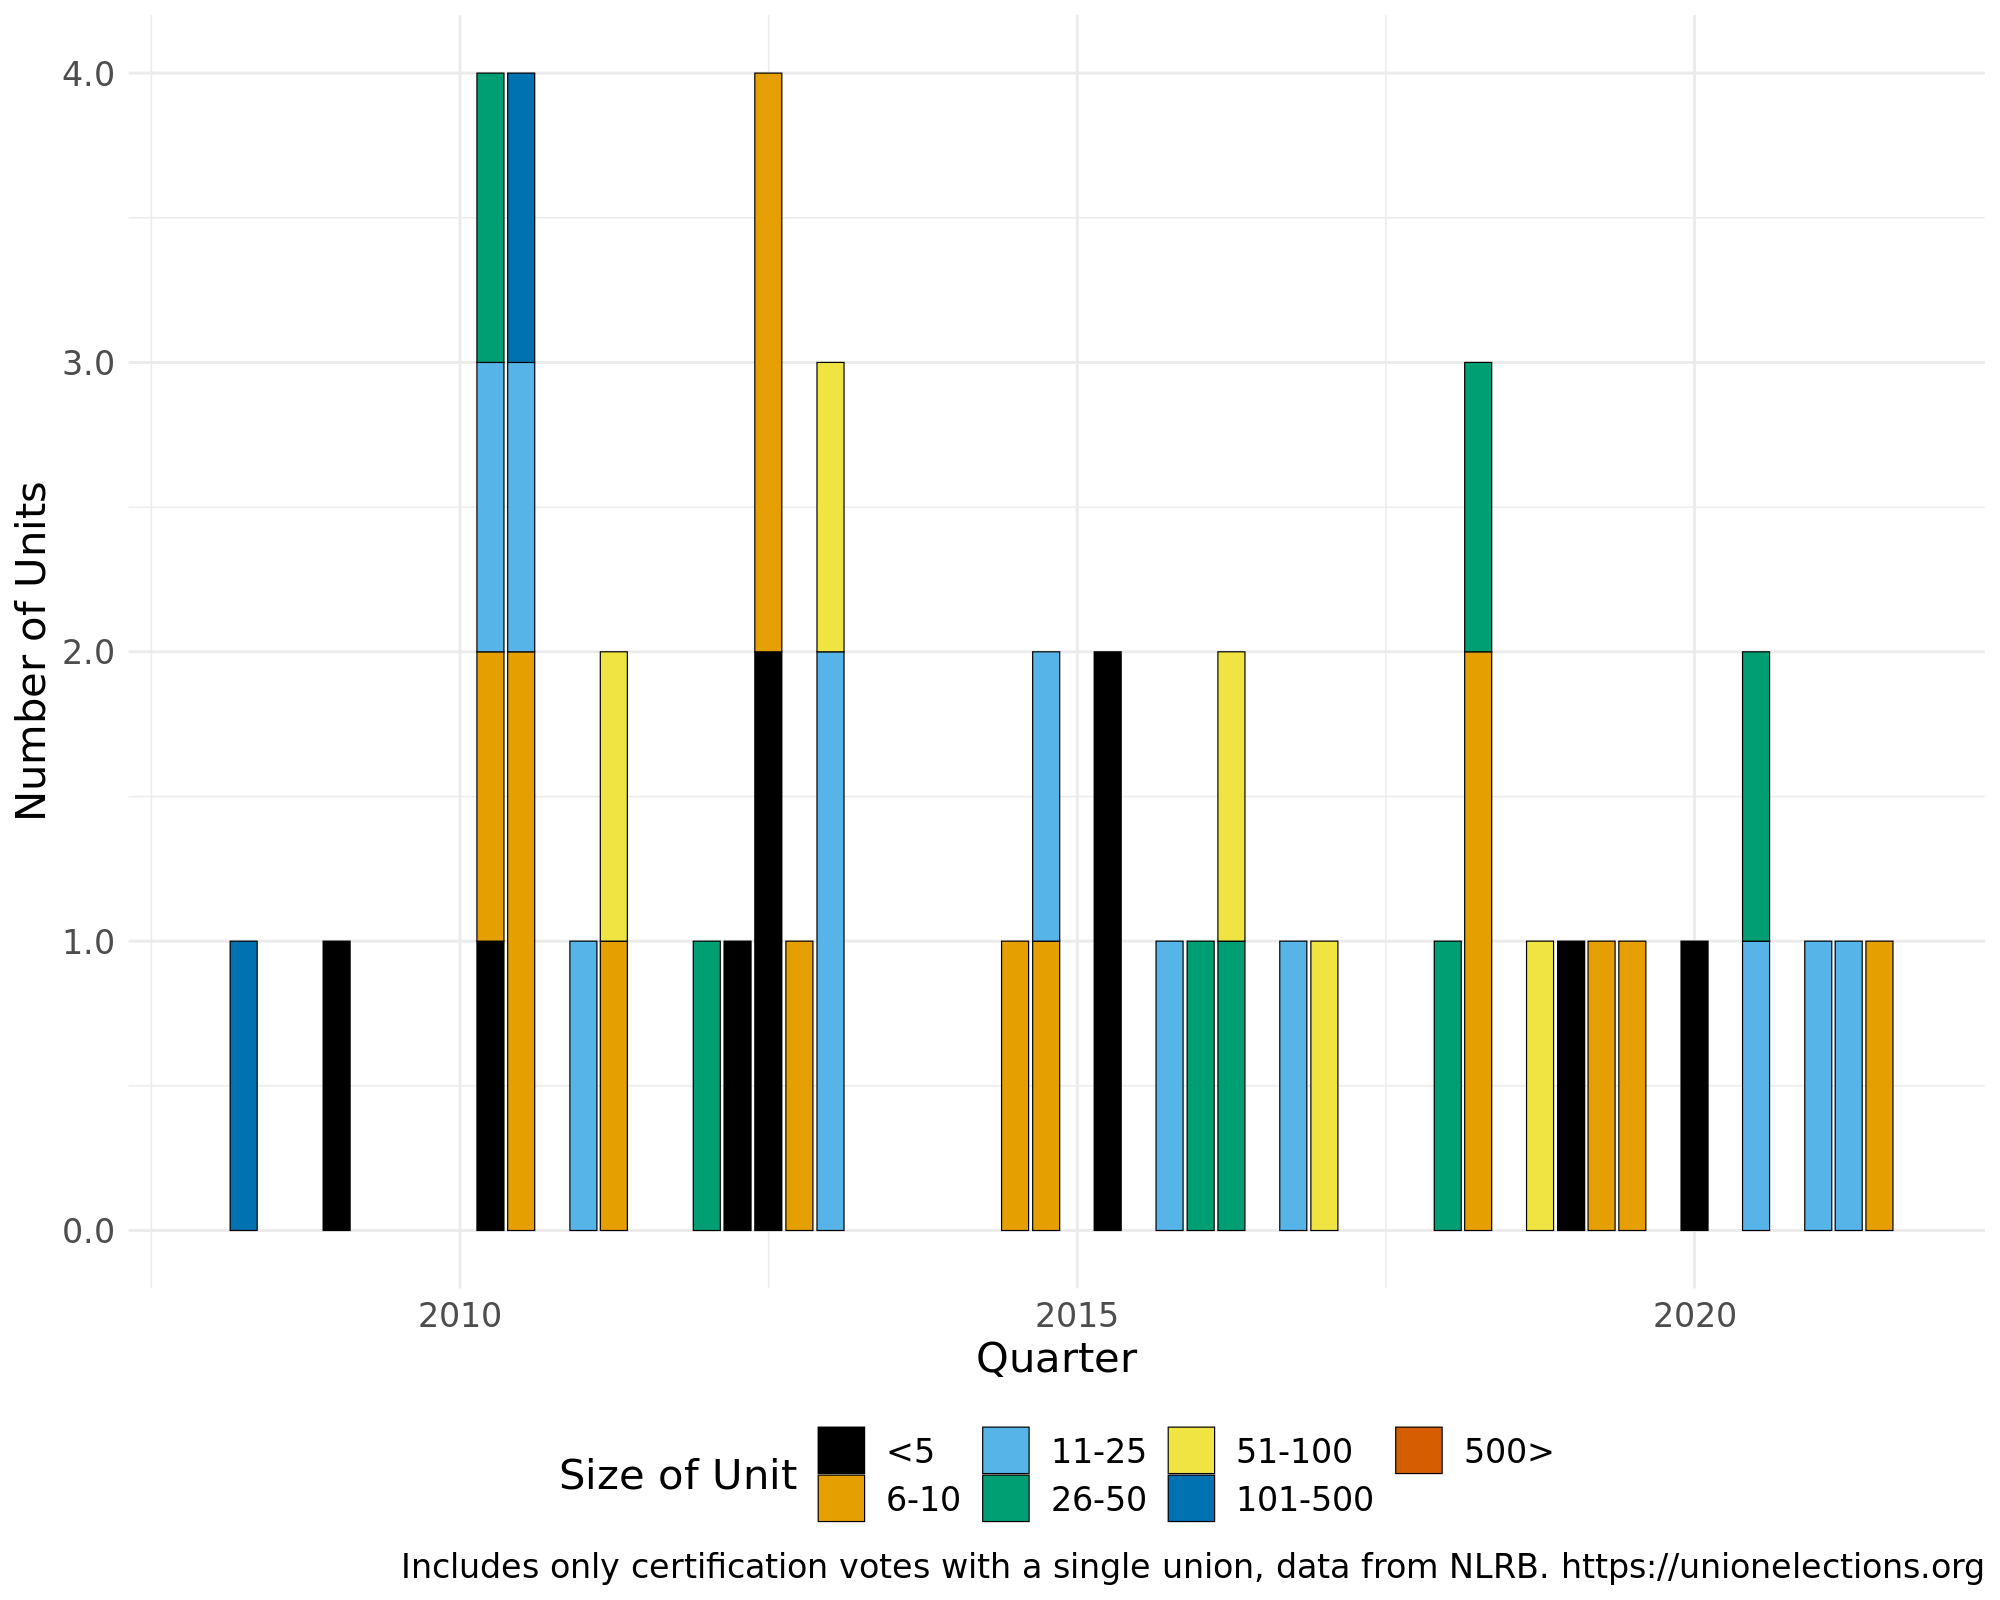 4.0
3.0
2.0
1.0
0.0
Number of Units
2010 2015 2020
Quarter
Size of Unit
<5 11-25 51-100 500>
6-10 26-50 101-500
Includes only certification votes with a single union, data from NLRB. https://unionelections.org